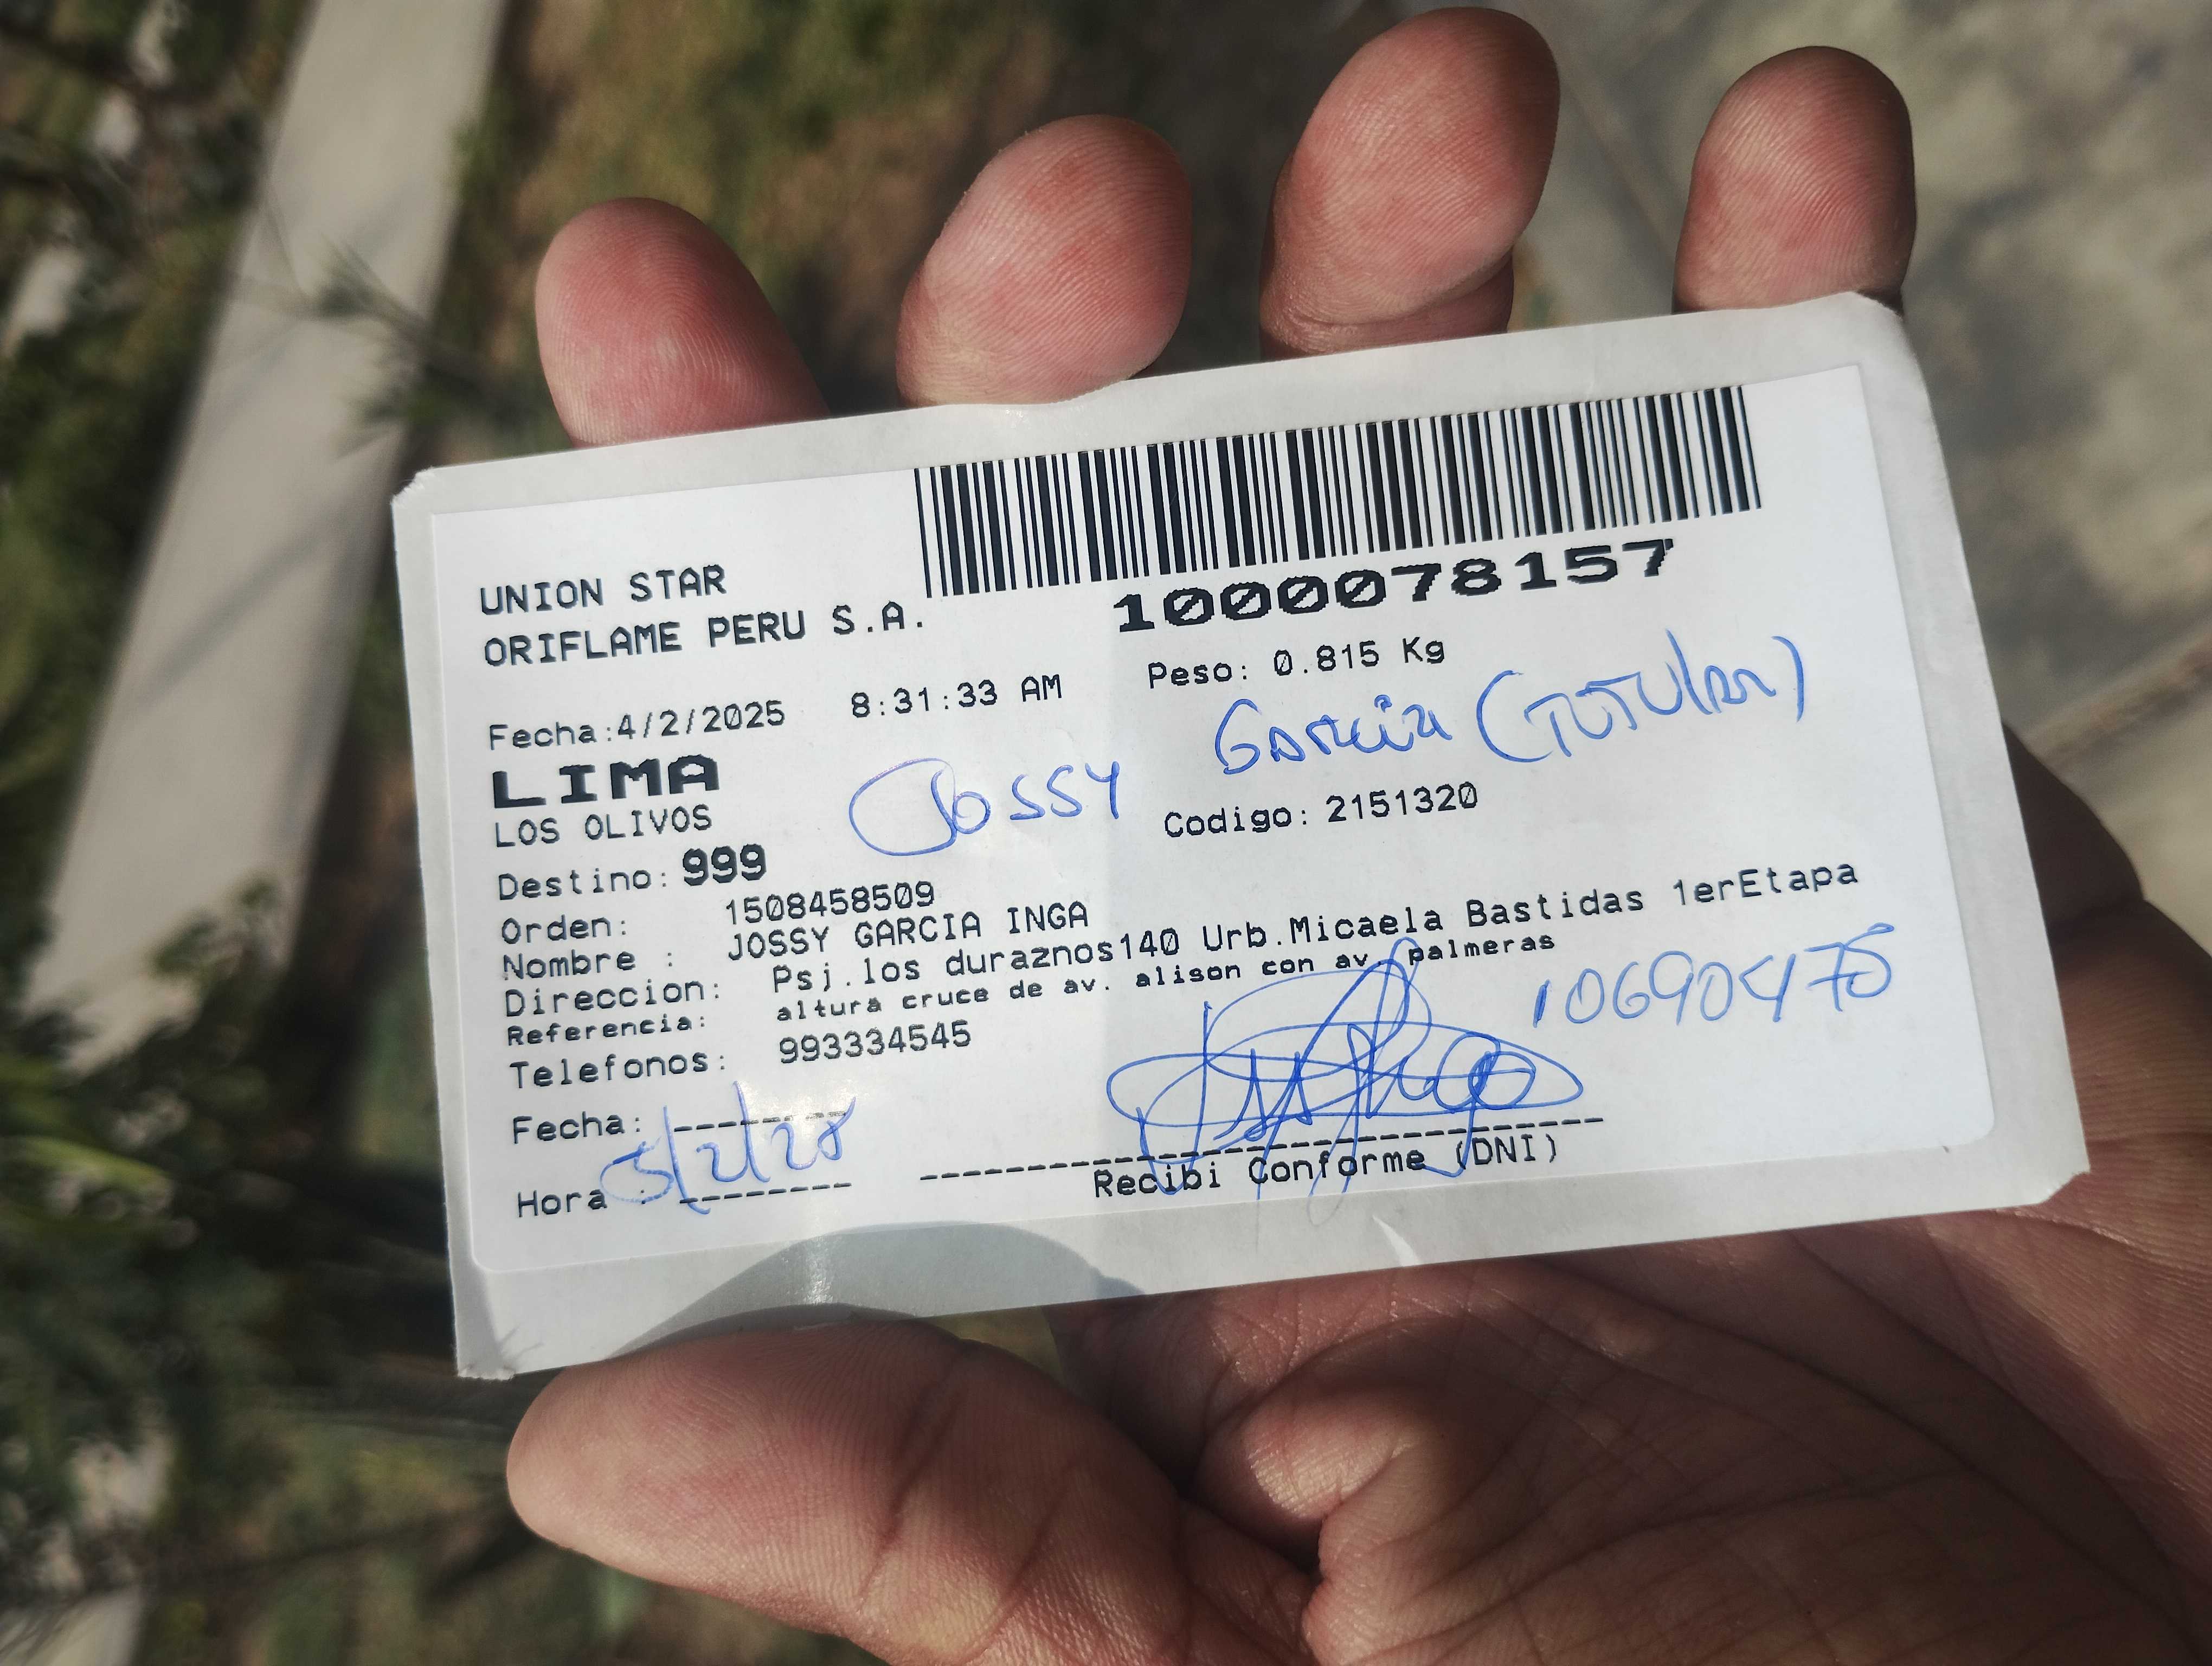 UNION STAR
ORIFLAME PERU S.A.
1000078157
Fecha:4/2/2025 8:31:33 AM Peso: 0.815 Kg
LIMA
JOSSY GARCIA (TITULAR)
LOS OLIVOS
Codigo: 2151320
Destino: 999
Orden: 1508458509
Nombre : JOSSY GARCIA INGA
Direccion: Psj.los duraznos140 Urb.Micaela Bastidas 1erEtapa
Referencia: altura cruce de av. alison con av. palmeras
Telefonos: 993334545
10690475
Fecha:
5/2/25
Hora :
Recibi Conforme (DNI)